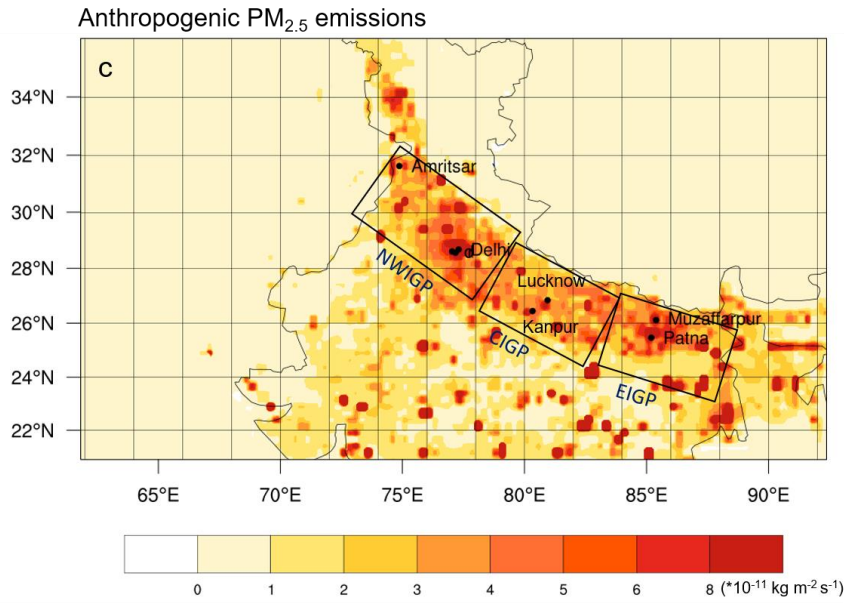 Anthropogenic PM2.5 emissions
c
34°N
32°N
30°N
28°N
26°N
24°N
22°N
Amritsar
Delhi
NWIGP
Lucknow
Kanpur
CIGP
Muzaffarpur
Patna
EIGP
65°E 70°E 75°E 80°E 85°E 90°E
0 1 2 3 4 5 6 8 (*10-11 kg m-2 s-1)